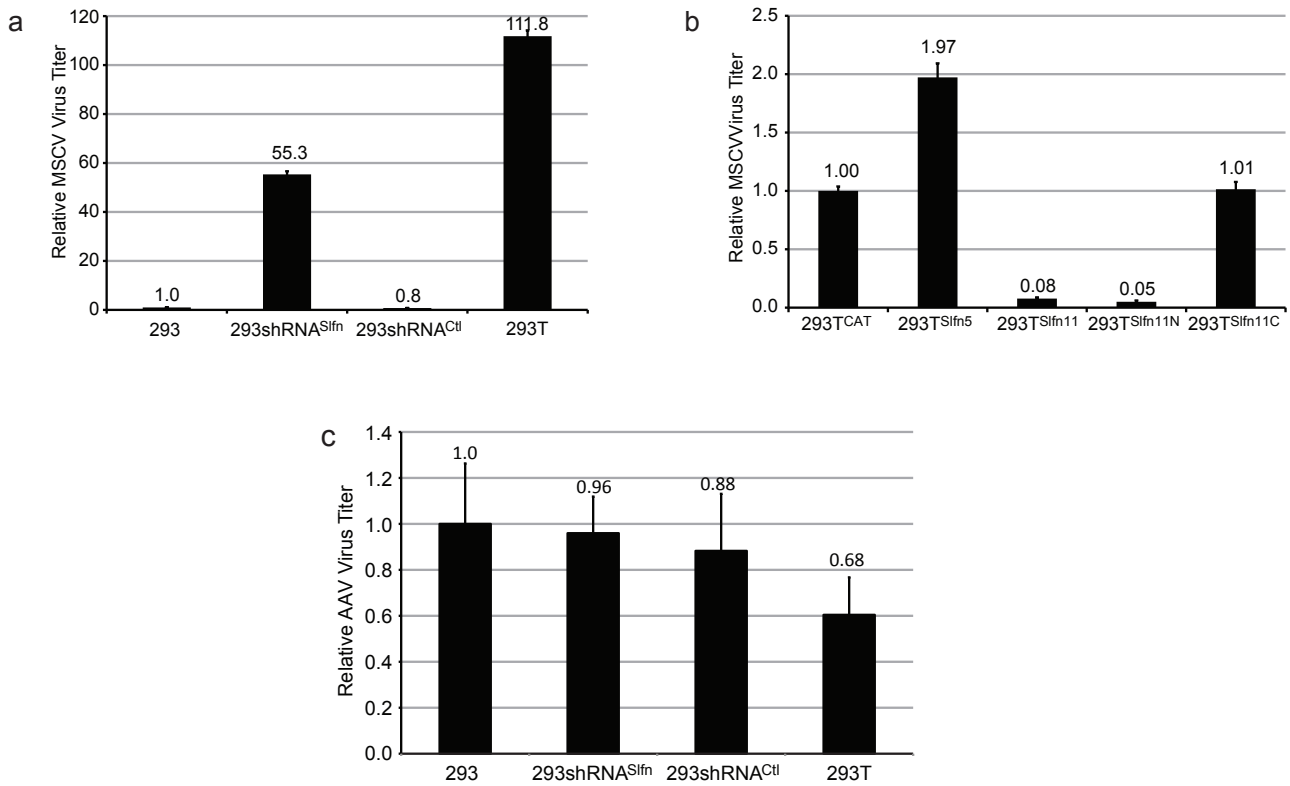 a
Relative MSCV Virus Titer
120
100
80
60
40
20
0
1.0
55.3
0.8
111.8
293
293shRNASlfn
293shRNACtl
293T
b
Relative MSCVVirus Titer
2.5
2.0
1.5
1.0
0.5
0.0
1.00
1.97
0.08
0.05
1.01
293TCAT
293TSlfn5
293TSlfn11
293TSlfn11N
293TSlfn11C
c
Relative AAV Virus Titer
1.4
1.2
1.0
0.8
0.6
0.4
0.2
0.0
1.0
0.96
0.88
0.68
293
293shRNASlfn
293shRNACtl
293T